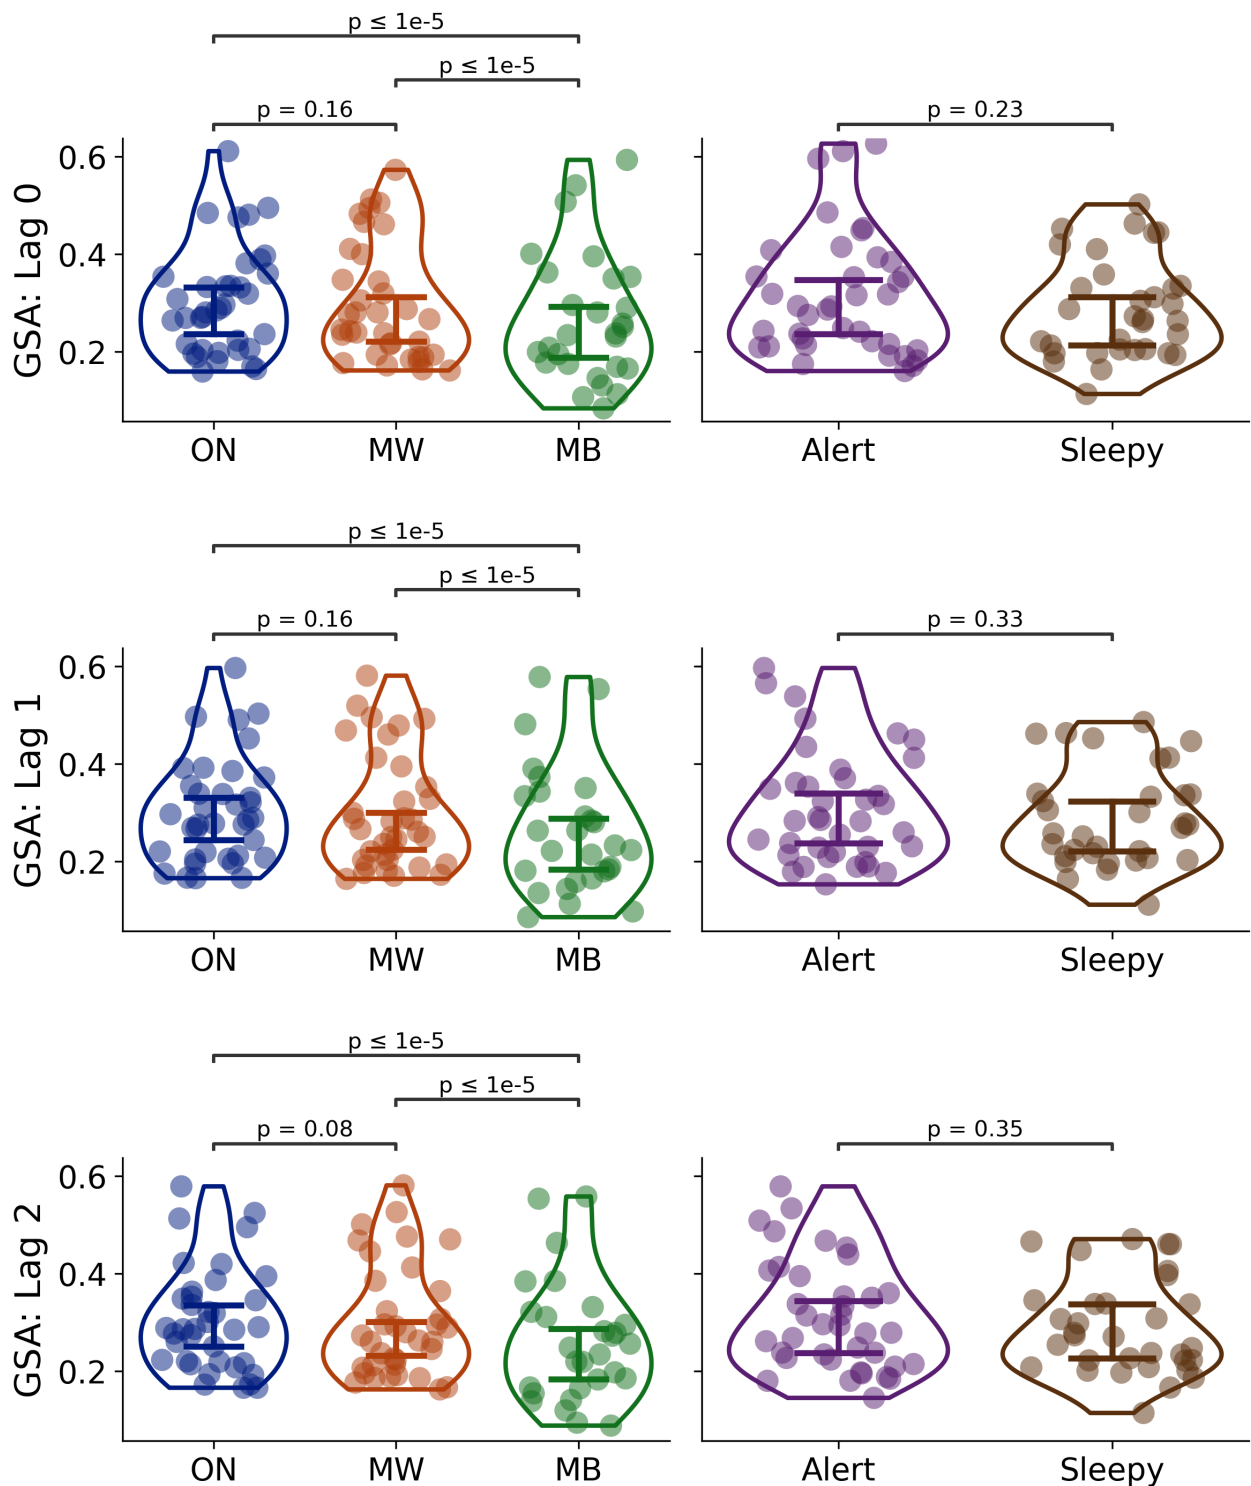 p ≤ 1e-5
p ≤ 1e-5
p = 0.16
p = 0.23
GSA: Lag 0
0.6
0.4
0.2
ON MW MB Alert Sleepy
p ≤ 1e-5
p ≤ 1e-5
p = 0.16
p = 0.33
GSA: Lag 1
0.6
0.4
0.2
ON MW MB Alert Sleepy
p ≤ 1e-5
p ≤ 1e-5
p = 0.08
p = 0.35
GSA: Lag 2
0.6
0.4
0.2
ON MW MB Alert Sleepy